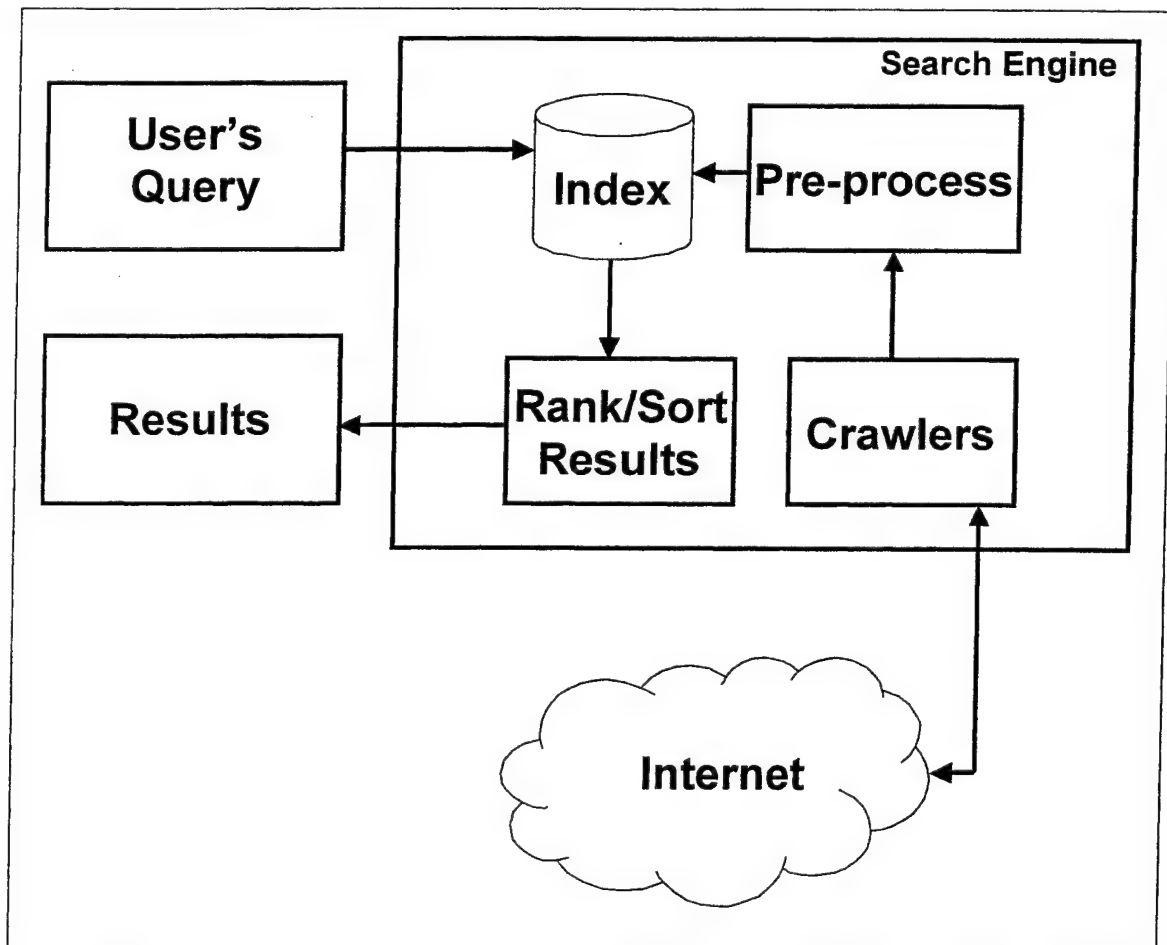 Search Engine
User's
Query
Index
Pre-process
Results
Rank/Sort
Results
Crawlers
Internet